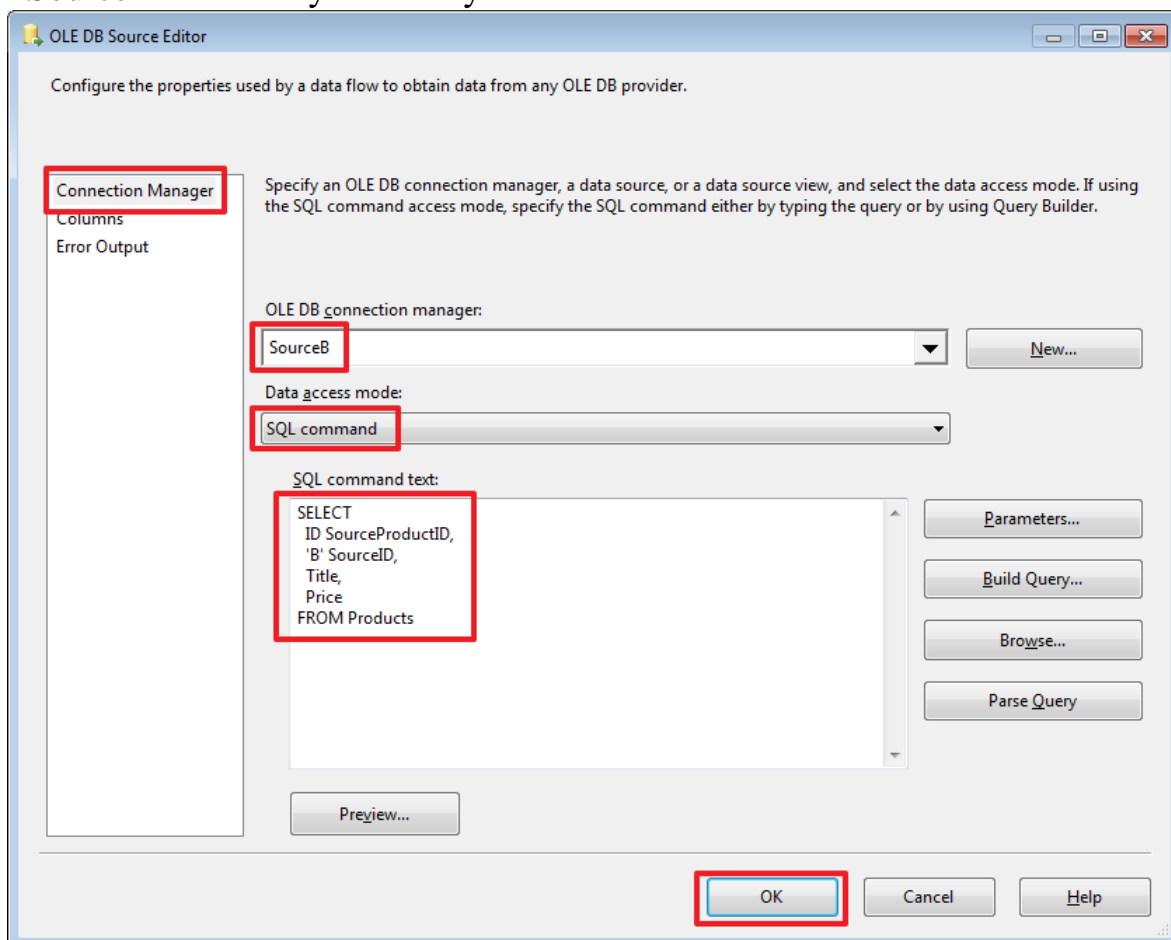 OLE DB Source Editor
Configure the properties used by a data flow to obtain data from any OLE DB provider.
Connection Manager
Columns
Error Output
Specify an OLE DB connection manager, a data source, or a data source view, and select the data access mode. If using
the SQL command access mode, specify the SQL command either by typing the query or by using Query Builder.
OLE DB connection manager:
SourceB
New...
Data access mode:
SQL command
SQL command text:
SELECT
ID SourceProductID,
'B' SourceID,
Title,
Price
FROM Products
Parameters...
Build Query...
Browse...
Parse Query
Preview...
OK
Cancel
Help